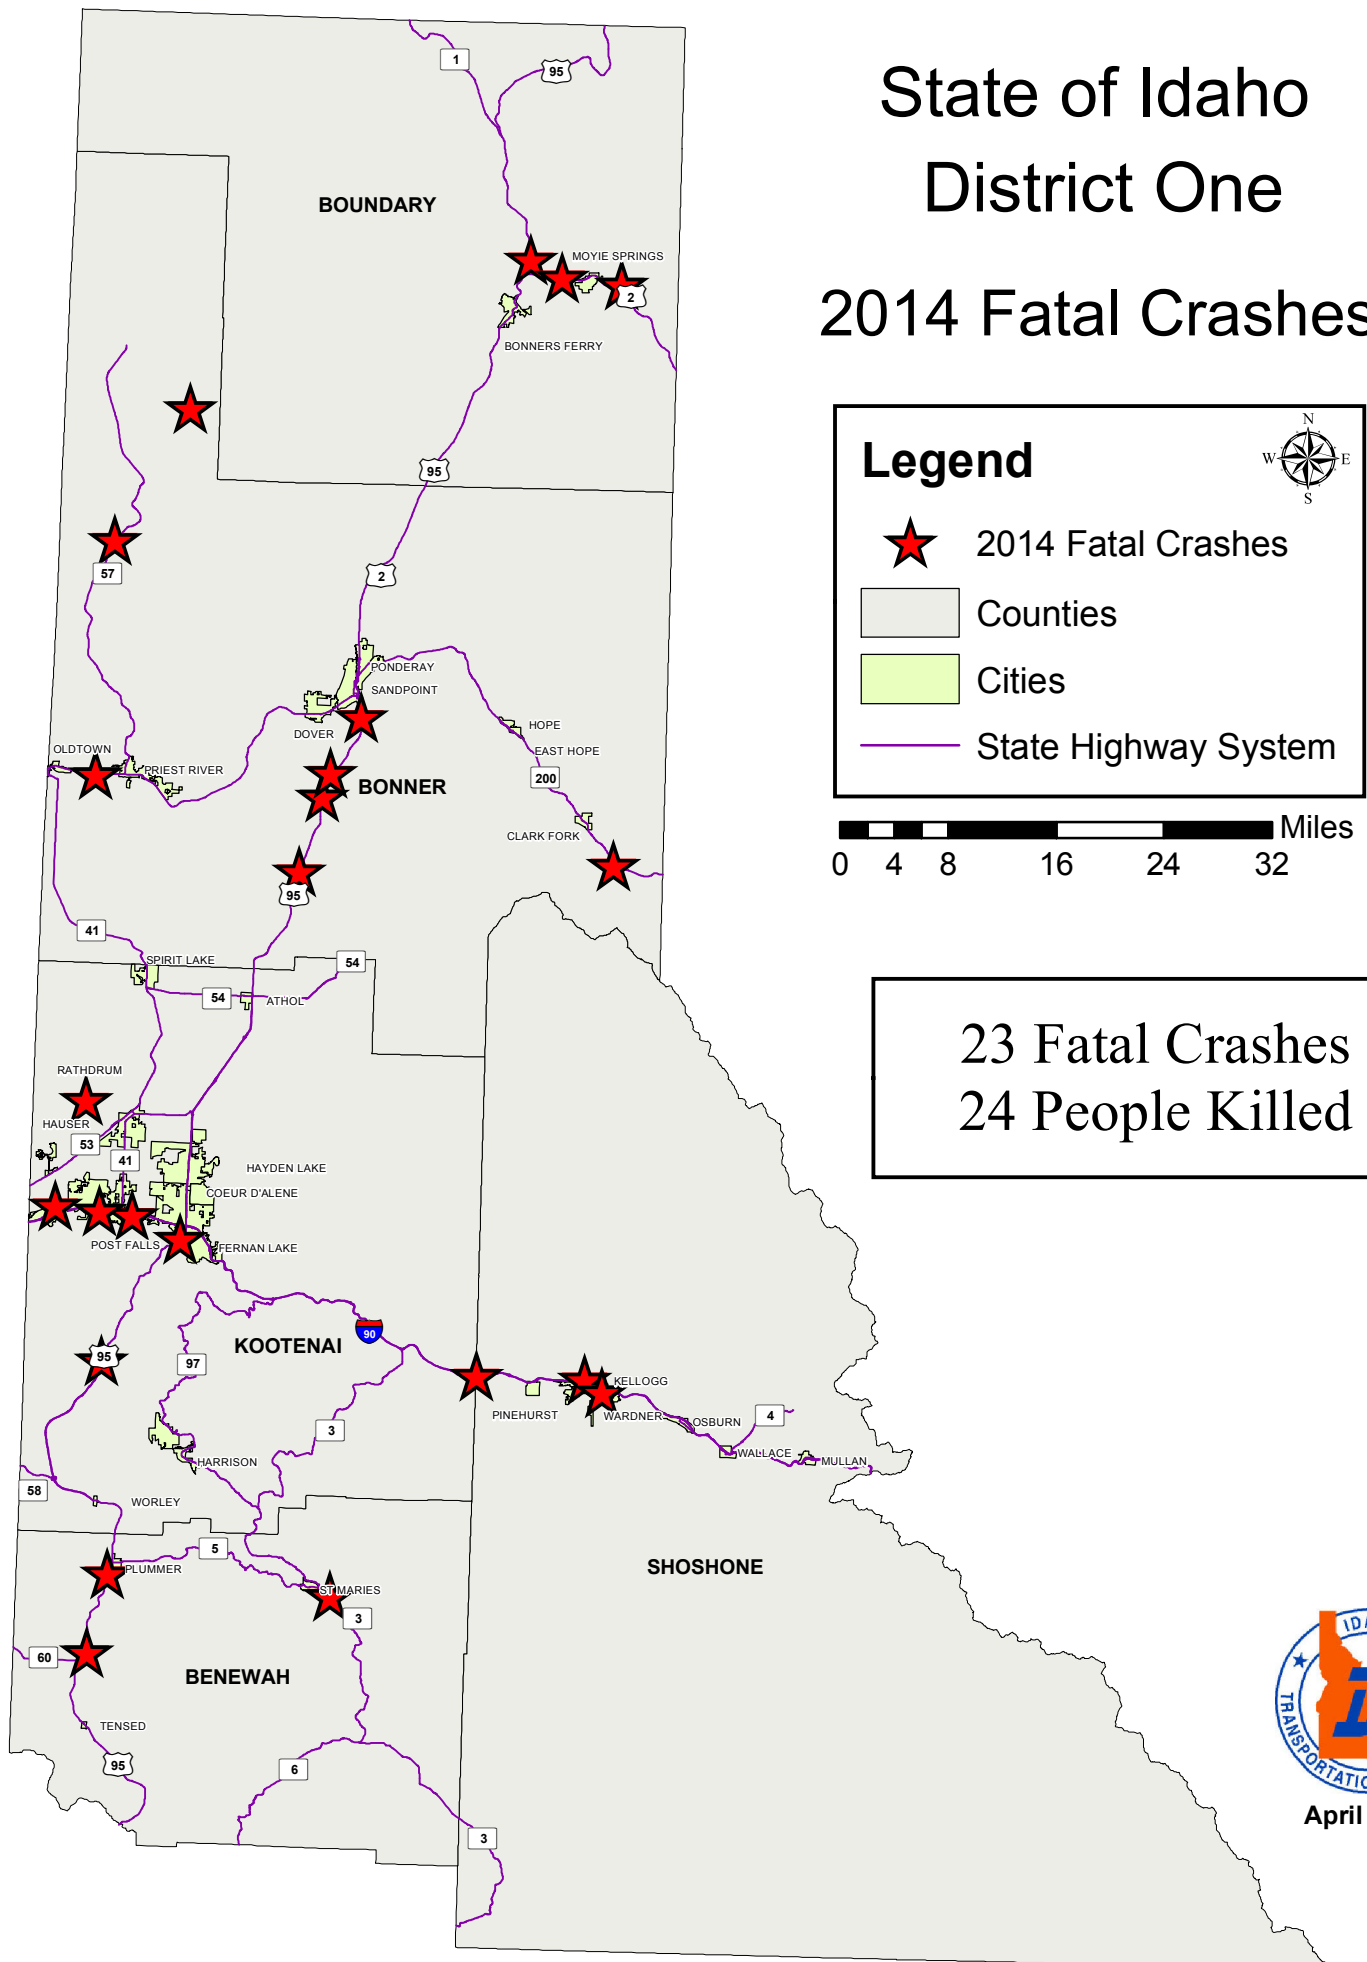 State of Idaho
District One
2014 Fatal Crashes
Legend
N
W
E
S
2014 Fatal Crashes
Counties
Cities
State Highway System
Miles
0 4 8 16 24 32
23 Fatal Crashes
24 People Killed
1
95
BOUNDARY
MOYIE SPRINGS
2
BONNERS FERRY
95
57
2
PONDERAY
SANDPOINT
DOVER
HOPE
EAST HOPE
200
OLDTOWN
PRIEST RIVER
BONNER
CLARK FORK
95
41
SPIRIT LAKE
54
54
ATHOL
RATHDRUM
HAUSER
53
41
HAYDEN LAKE
COEUR D'ALENE
POST FALLS
FERNAN LAKE
90
KOOTENAI
95
97
KELLOGG
PINEHURST
WARDNER
OSBURN
4
3
WALLACE
MULLAN
HARRISON
58
WORLEY
5
PLUMMER
SHOSHONE
ST MARIES
3
60
BENEWAH
TENSED
95
6
3
TRANSPORTATIO
April